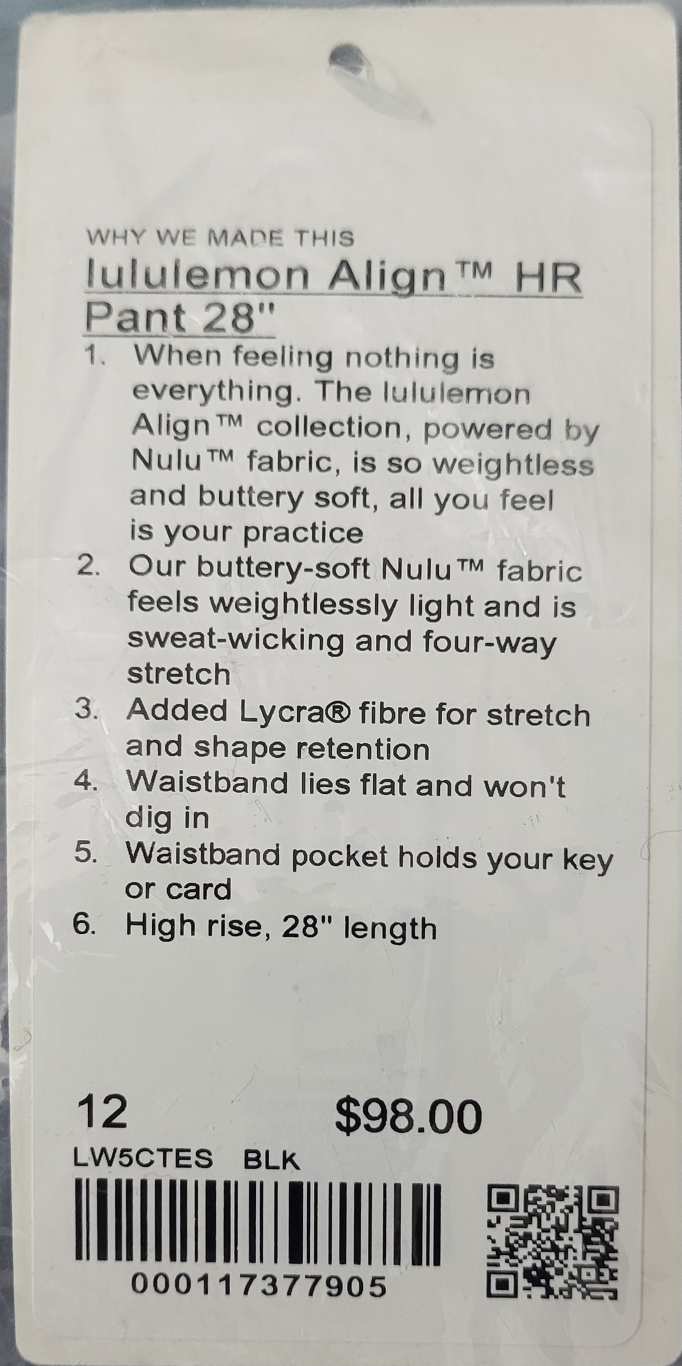 WHY WE MADE THIS
lululemon Align™ HR
Pant 28"
1. When feeling nothing is
everything. The lululemon
Align™ collection, powered by
Nulu™ fabric, is so weightless
and buttery soft, all you feel
is your practice
2. Our buttery-soft Nulu™ fabric
feels weightlessly light and is
sweat-wicking and four-way
stretch
3. Added Lycra® fibre for stretch
and shape retention
4. Waistband lies flat and won't
dig in
5. Waistband pocket holds your key
or card
6. High rise, 28" length
12 $98.00
LW5CTES BLK
000117377905